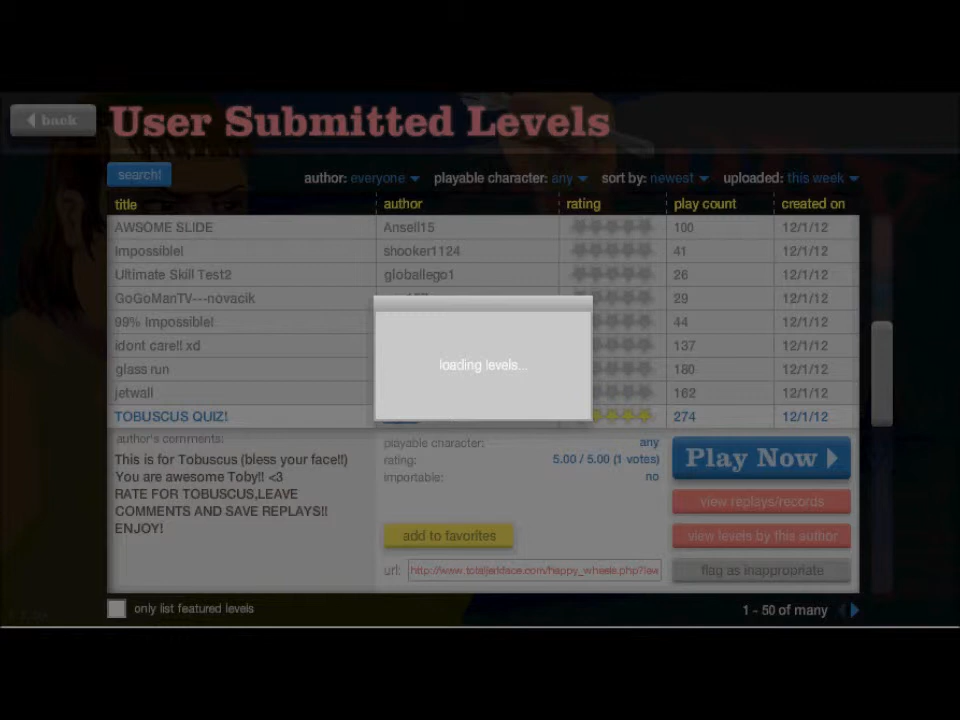 back
User Submitted Levels
search!
author: everyone playable character: any sort by: newest uploaded: this week
title author rating play count created on
AWSOME SLIDE Ansell15 100 12/1/12
Impossible! shooker1124 41 12/1/12
Ultimate Skill Test2 globallego1 26 12/1/12
GoGoManTV---novacik 29 12/1/12
99% Impossible! 44 12/1/12
idont care!! xd 137 12/1/12
glass run 180 12/1/12
loading levels...
jetwall 162 12/1/12
TOBUSCUS QUIZ! 274 12/1/12
author's comments:
This is for Tobuscus (bless your face!!)
You are awesome Toby!! <3
RATE FOR TOBUSCUS,LEAVE
COMMENTS AND SAVE REPLAYS!!
ENJOY!
playable character: any
rating: 5.00 / 5.00 (1 votes)
importable: no
add to favorites
url: http://www.totaljerkface.com/happy_wheels.php?lev
Play Now
view replays/records
view levels by this author
flag as inappropriate
only list featured levels
1 - 50 of many